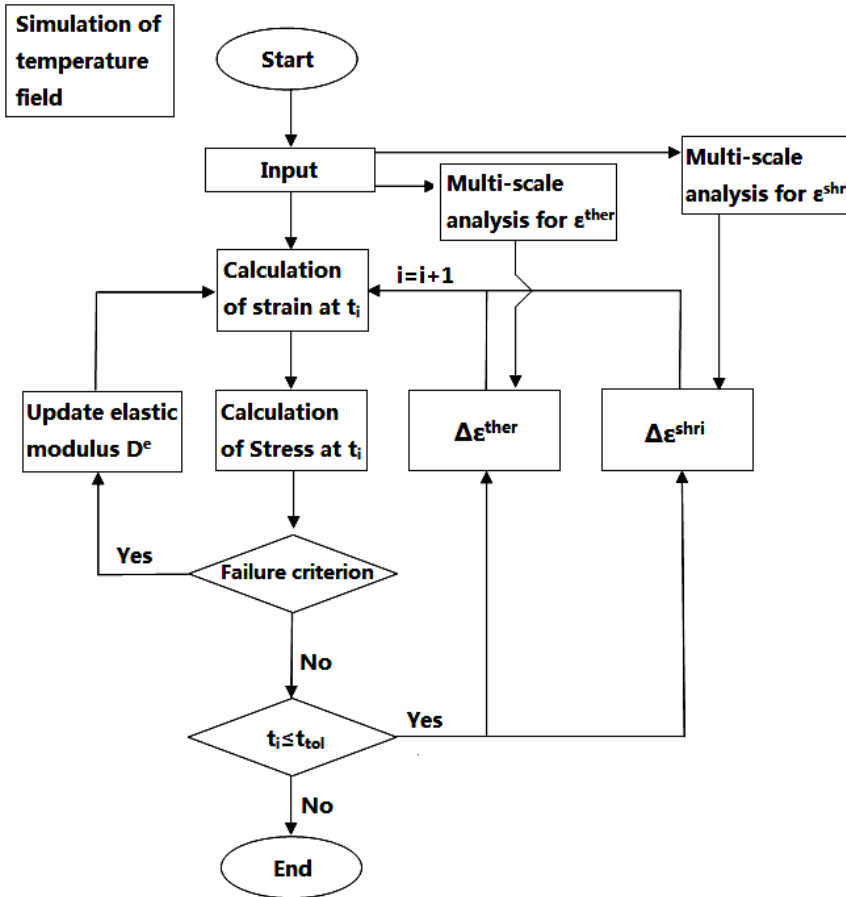 Simulation of
temperature
field
Start
Input
Multi-scale
analysis for εᵗʰᵉʳ
Multi-scale
analysis for εˢʰʳⁱ
Calculation
of strain at tᵢ
i=i+1
Update elastic
modulus Dᵉ
Calculation
of Stress at tᵢ
Δεᵗʰᵉʳ
Δεˢʰʳⁱ
Yes
Failure criterion
No
tᵢ≤tₜₒₗ
Yes
No
End